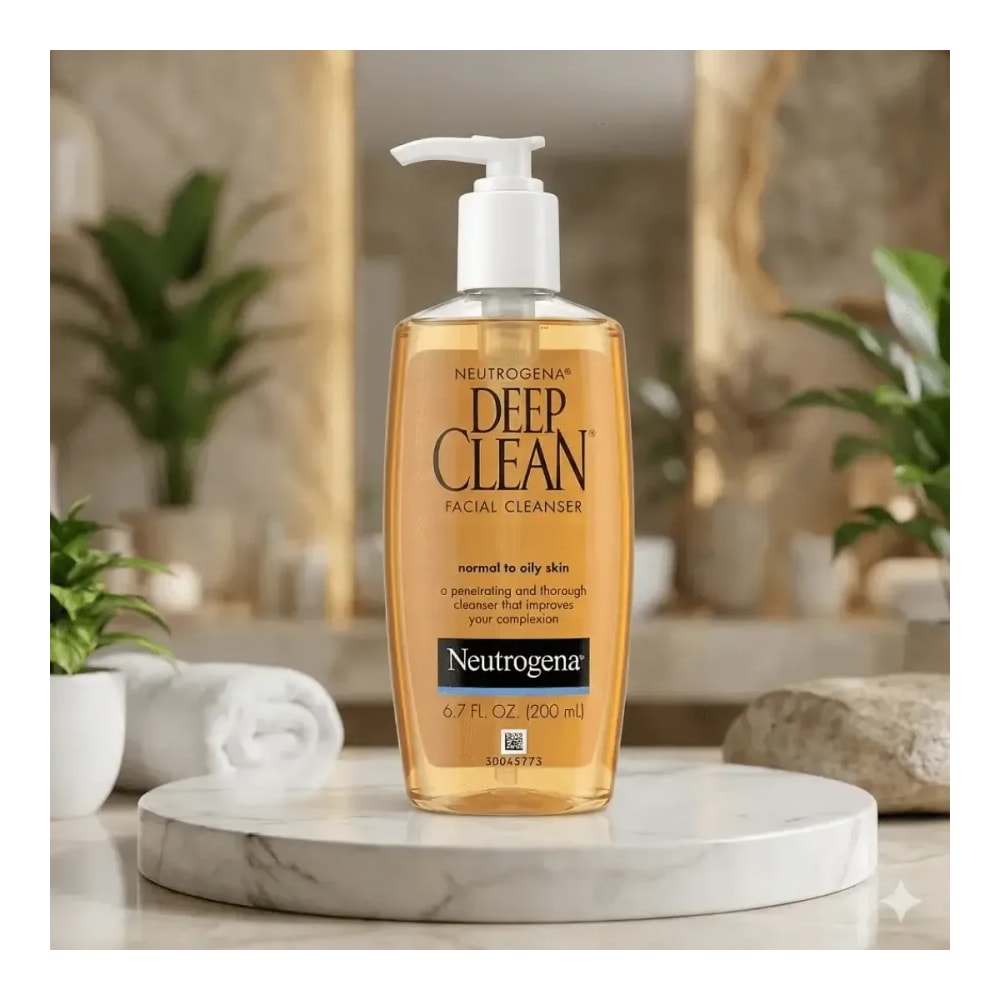 NEUTROGENA®
DEEP
CLEAN®
FACIAL CLEANSER
normal to oily skin
a penetrating and thorough
cleanser that improves
your complexion
Neutrogena®
6.7 FL. OZ. (200 mL)
30045773